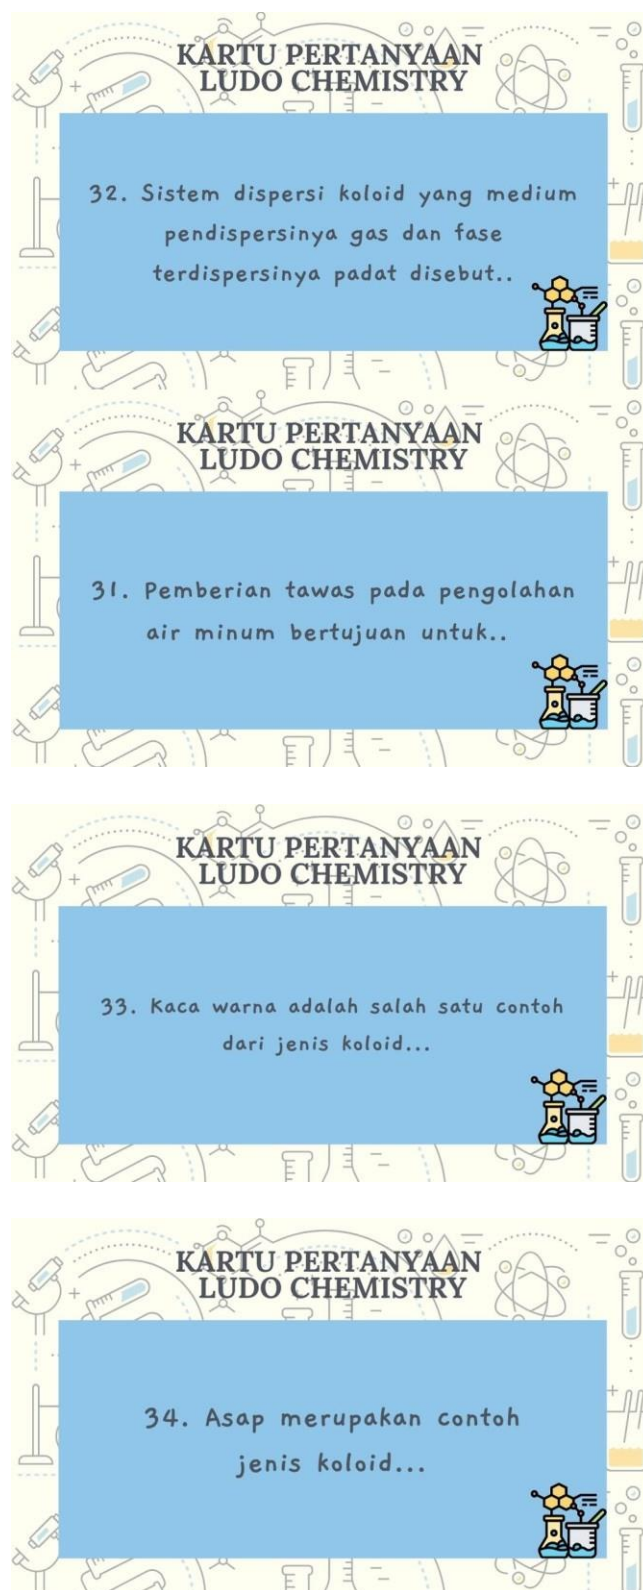 KARTU PERTANYAAN
LUDO CHEMISTRY
32. Sistem dispersi koloid yang medium
pendispersinya gas dan fase
terdispersinya padat disebut..
KARTU PERTANYAAN
LUDO CHEMISTRY
31. Pemberian tawas pada pengolahan
air minum bertujuan untuk..
KARTU PERTANYAAN
LUDO CHEMISTRY
33. Kaca warna adalah salah satu contoh
dari jenis koloid...
KARTU PERTANYAAN
LUDO CHEMISTRY
34. Asap merupakan contoh
jenis koloid...